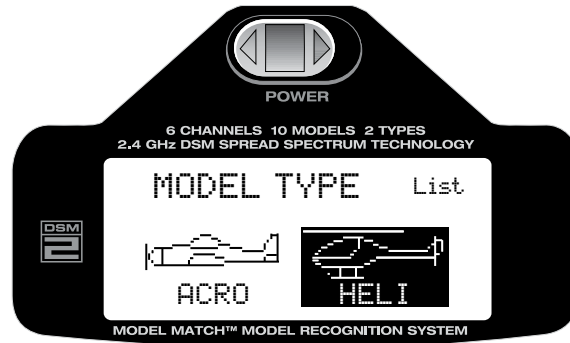 POWER
6 CHANNELS 10 MODELS 2 TYPES
2.4 GHz DSM SPREAD SPECTRUM TECHNOLOGY
MODEL TYPE List
DSM
2
ACRO HELI
MODEL MATCH™ MODEL RECOGNITION SYSTEM